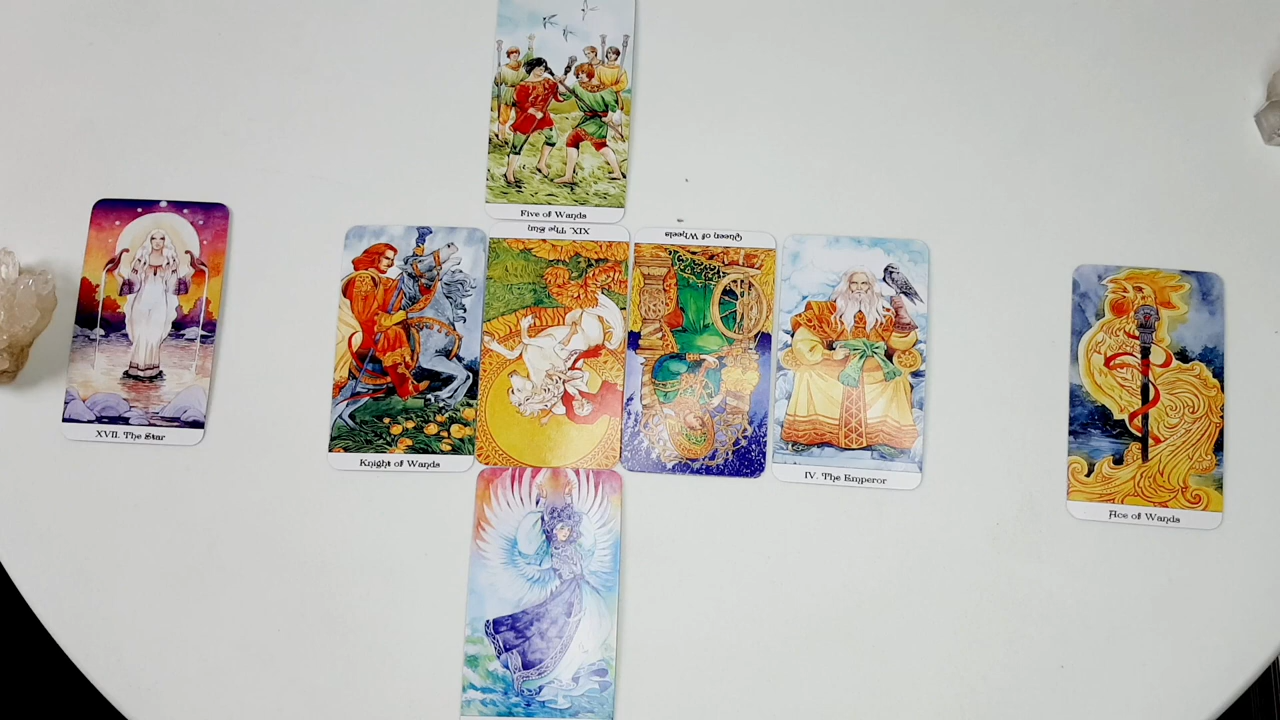 Five of Wands
XIX. The Sun
Queen of Wheels
XVII. The Star
Knight of Wands
IV. The Emperor
Ace of Wands